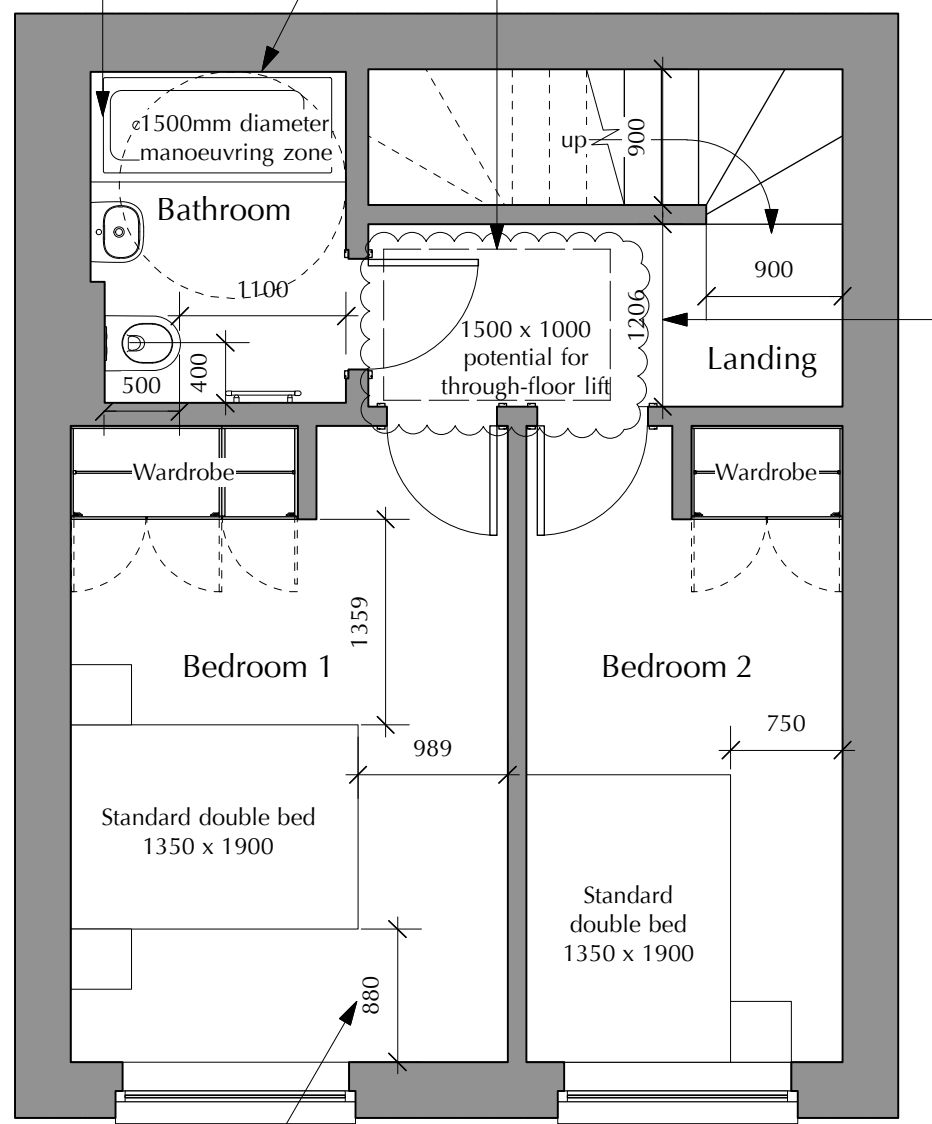 ⌀1500mm diameter
manoeuvring zone
Bathroom
up
900
900
1100
1206
1500 x 1000
potential for
through-floor lift
Landing
500
400
Wardrobe
Wardrobe
1359
Bedroom 1
Bedroom 2
750
989
Standard double bed
1350 x 1900
Standard
double bed
1350 x 1900
880